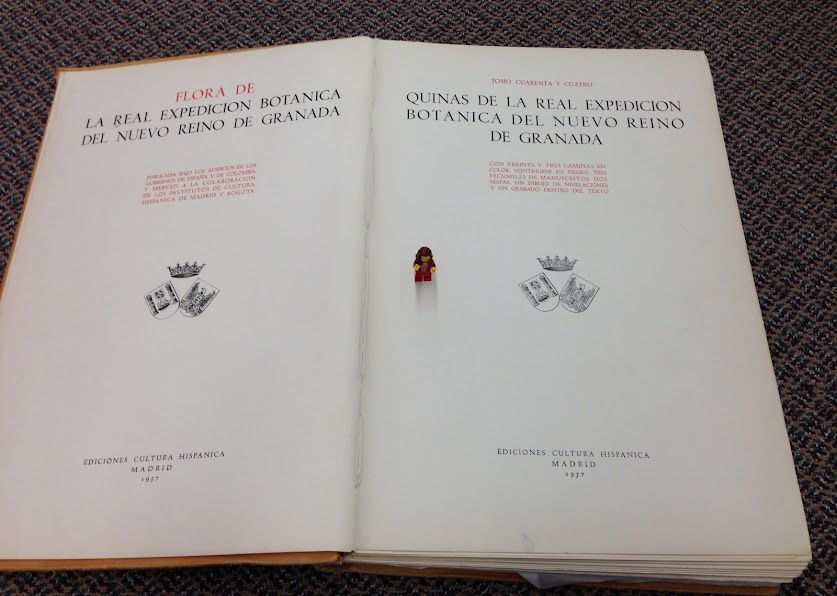 FLORA DE
LA REAL EXPEDICION BOTANICA
DEL NUEVO REINO DE GRANADA
PUBLICADA BAJO LOS AUSPICIOS DE LOS
GOBIERNOS DE ESPAÑA Y DE COLOMBIA
Y MERCED A LA COLABORACION
DE LOS INSTITUTOS DE CULTURA
HISPANICA DE MADRID Y BOGOTA
EDICIONES CULTURA HISPANICA
MADRID
1957
TOMO CUARENTA Y CUATRO
QUINAS DE LA REAL EXPEDICION
BOTANICA DEL NUEVO REINO
DE GRANADA
CON TREINTA Y TRES LAMINAS EN
COLOR, VEINTINUEVE EN NEGRO, TRES
FACSIMILES DE MANUSCRITOS, DOS
MAPAS, UN DIBUJO DE NIVELACIONES
Y UN GRABADO DENTRO DEL TEXTO
EDICIONES CULTURA HISPANICA
MADRID
1957